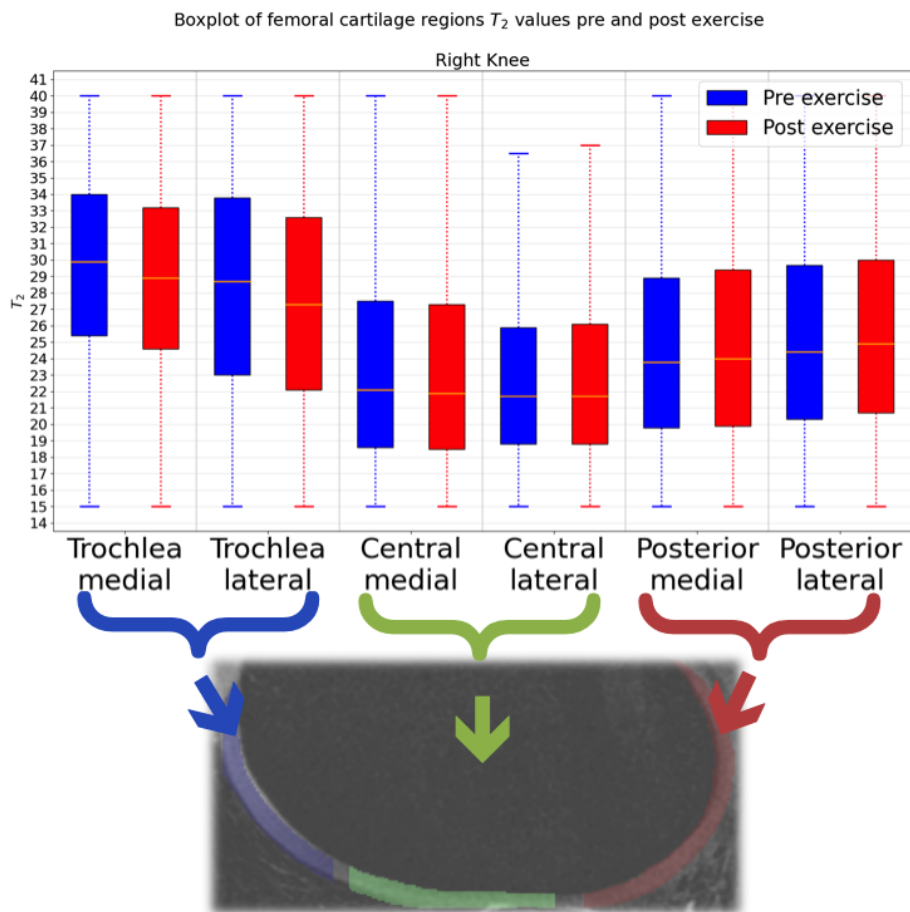 Boxplot of femoral cartilage regions T₂ values pre and post exercise
Right Knee
41
40
39
38
37
36
35
34
33
32
31
30
29
28
27
26
25
24
23
22
21
20
19
18
17
16
15
14
T₂
Pre exercise
Post exercise
Trochlea
medial
Trochlea
lateral
Central
medial
Central
lateral
Posterior
medial
Posterior
lateral